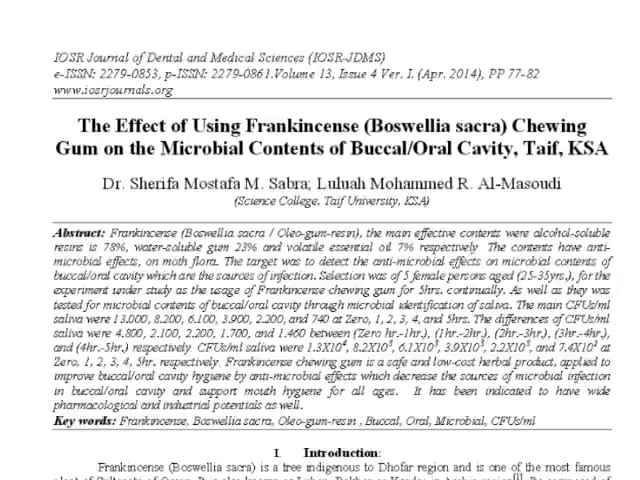 IOSR Journal of Dental and Medical Sciences (IOSR-JDMS)
e-ISSN: 2279-0853, p-ISSN: 2279-0861.Volume 13, Issue 4 Ver. I. (Apr. 2014), PP 77-82
www.iosrjournals.org
The Effect of Using Frankincense (Boswellia sacra) Chewing
Gum on the Microbial Contents of Buccal/Oral Cavity, Taif, KSA
Dr. Sherifa Mostafa M. Sabra; Luluah Mohammed R. Al-Masoudi
(Science College, Taif University, KSA)
Abstract: Frankincense (Boswellia sacra / Oleo-gum-resin), the main effective contents were alcohol-soluble
resins is 78%, water-soluble gum 23% and volatile essential oil 7% respectively. The contents have anti-
microbial effects, on moth flora. The target was to detect the anti-microbial effects on microbial contents of
buccal/oral cavity which are the sources of infection. Selection was of 5 female persons aged (25-35yrs.), for the
experiment under study as the usage of Frankincense chewing gum for 5hrs. continually. As well as they was
tested for microbial contents of buccal/oral cavity through microbial identification of saliva. The main CFUs/ml
saliva were 13.000, 8.200, 6.100, 3.900, 2.200, and 740 at Zero, 1, 2, 3, 4, and 5hrs. The differences of CFUs/ml
saliva were 4.800, 2.100, 2.200, 1.700, and 1.460 between (Zero hr.-1hr.), (1hr.-2hr.), (2hr.-3hr.), (3hr.-4hr.),
and (4hr.-5hr.) respectively. CFUs/ml saliva were 1.3X10⁴, 8.2X10³, 6.1X10³, 3.9X10³, 2.2X10³, and 7.4X10² at
Zero, 1, 2, 3, 4, 5hr. respectively. Frankincense chewing gum is a safe and low-cost herbal product, applied to
improve buccal/oral cavity hygiene by anti-microbial effects which decrease the sources of microbial infection
in buccal/oral cavity and support mouth hygiene for all ages. It has been indicated to have wide
pharmacological and industrial potentials as well.
Key words: Frankincense, Boswellia sacra, Oleo-gum-resin , Buccal, Oral, Microbial, CFUs/ml
I. Introduction:
Frankincense (Boswellia sacra) is a tree indigenous to Dhofar region and is one of the most famous